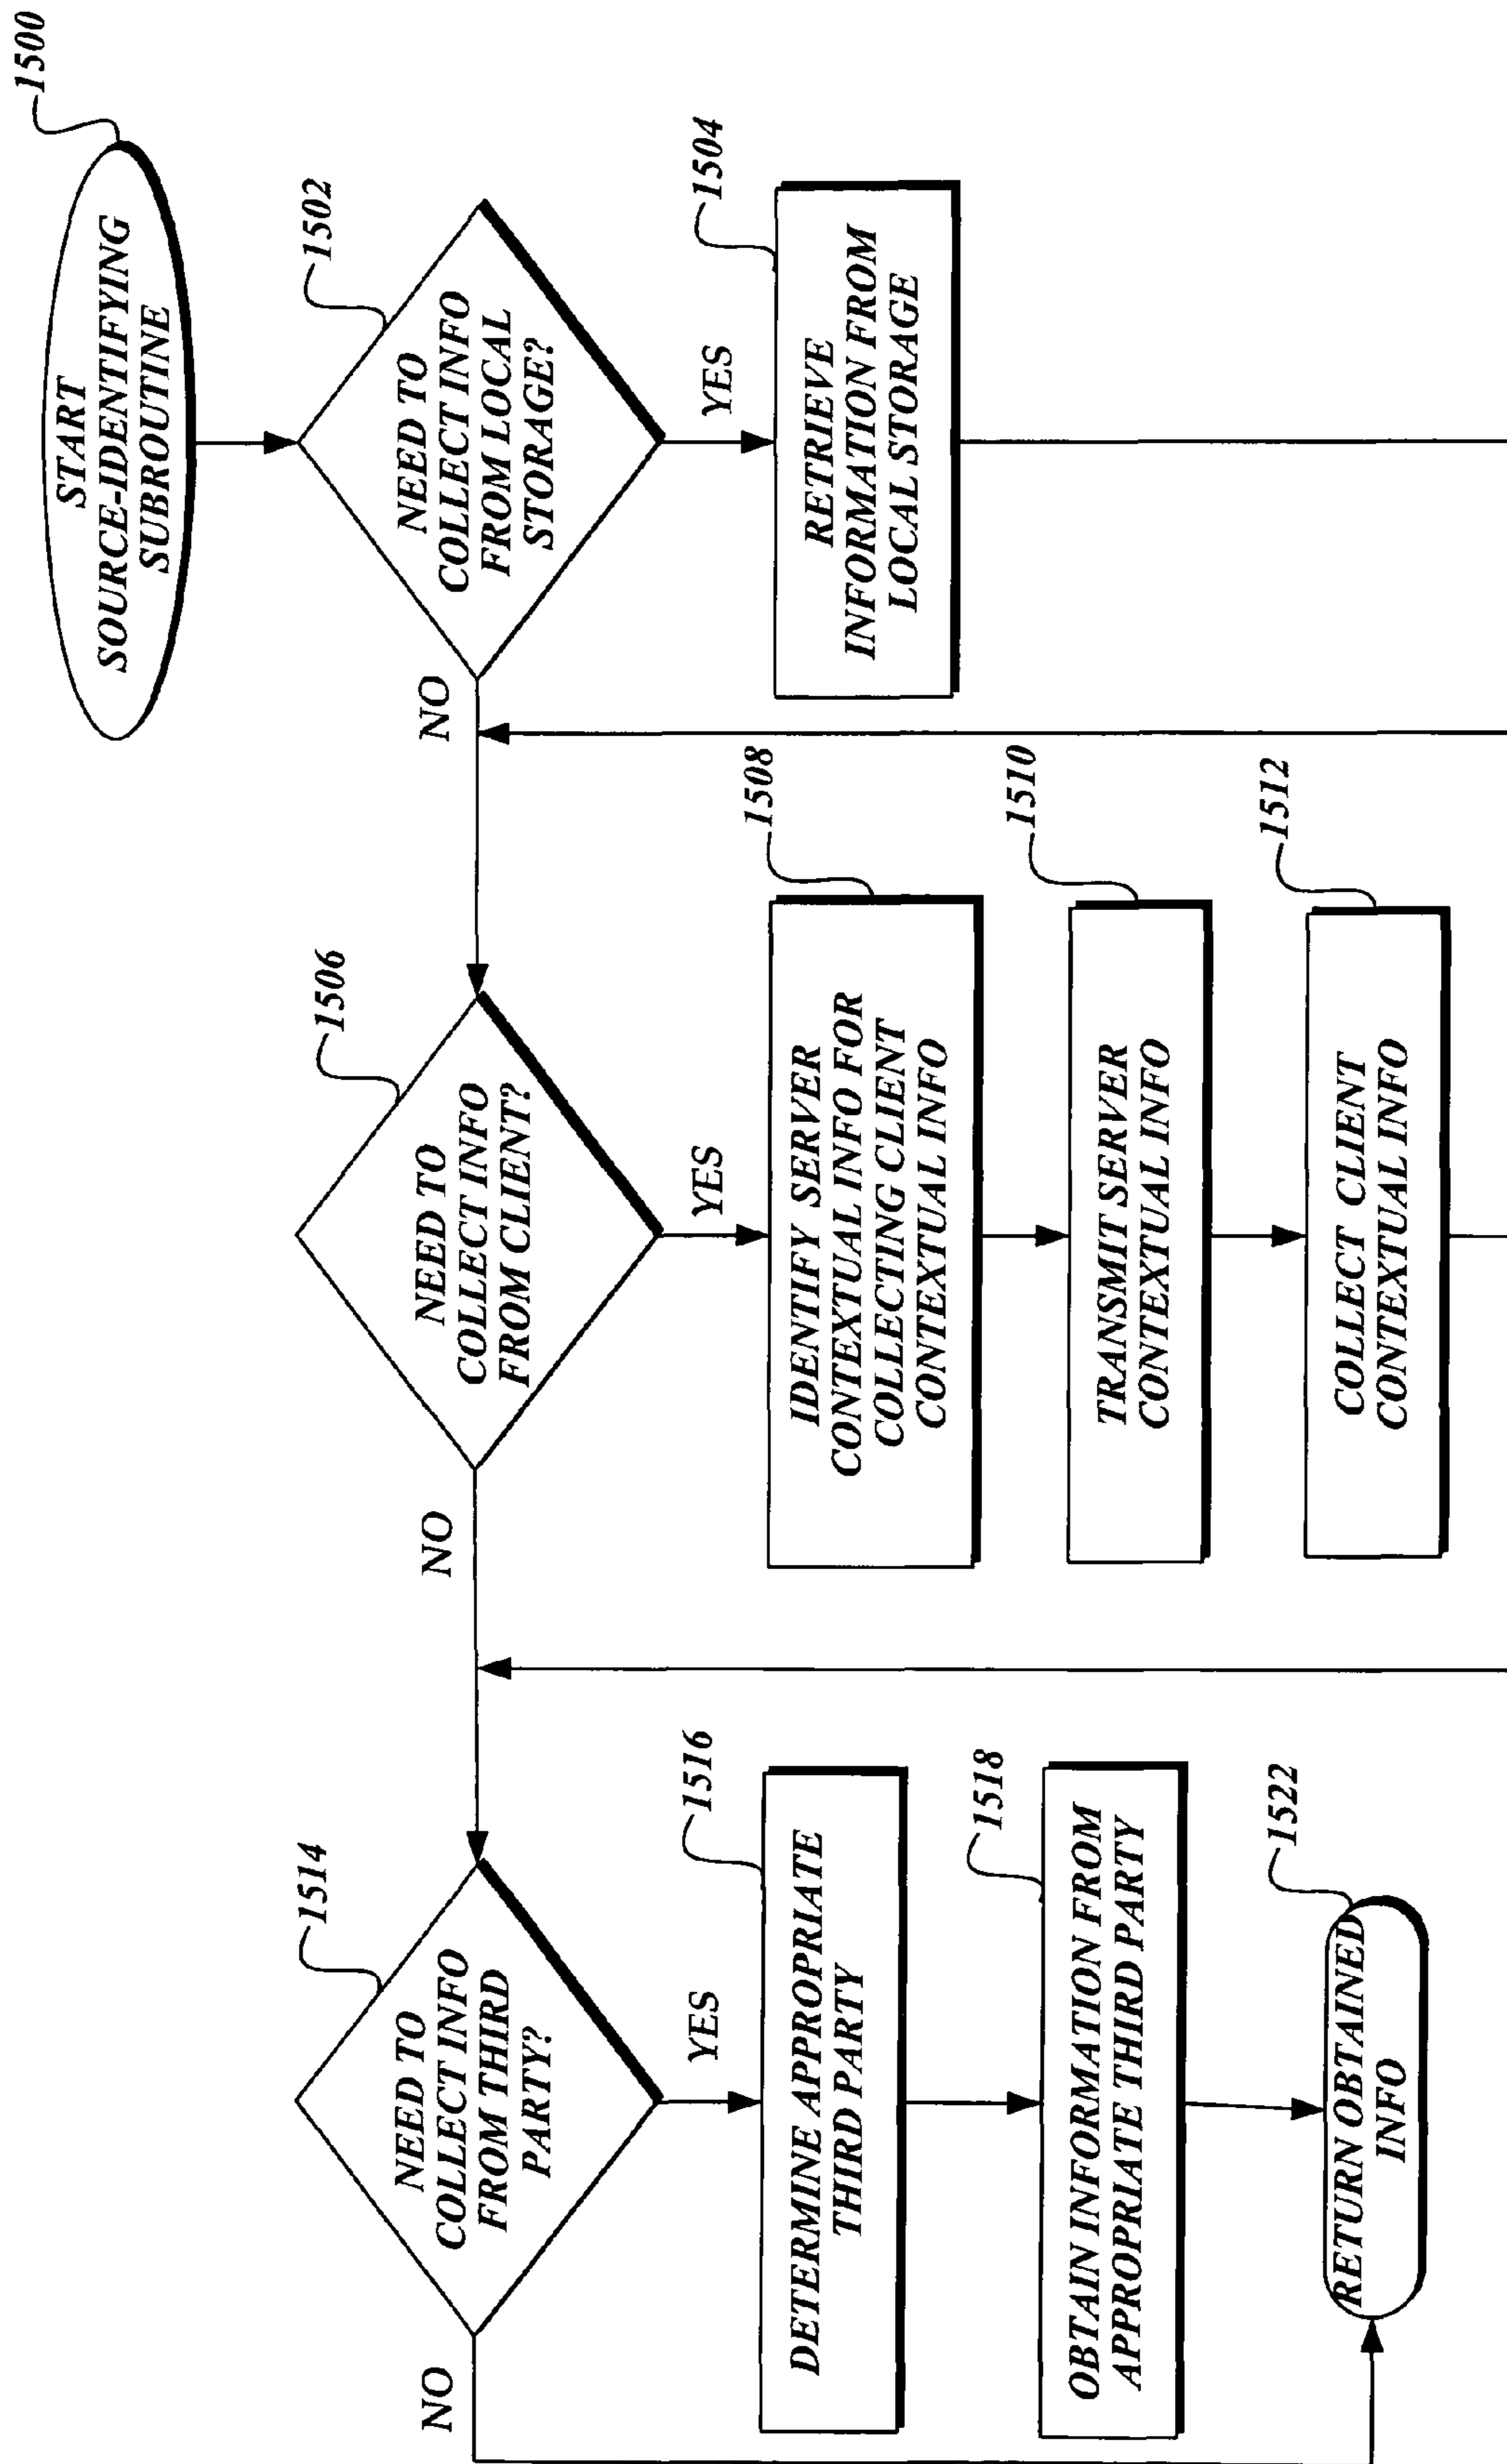 1500
START
SOURCE-IDENTIFYING
SUBROUTINE
1502
NEED TO
COLLECT INFO
FROM LOCAL
STORAGE?
YES
NO
1504
RETRIEVE
INFORMATION FROM
LOCAL STORAGE
1506
NEED TO
COLLECT INFO
FROM CLIENT?
YES
NO
1508
IDENTIFY SERVER
CONTEXTUAL INFO FOR
COLLECTING CLIENT
CONTEXTUAL INFO
1510
TRANSMIT SERVER
CONTEXTUAL INFO
1512
COLLECT CLIENT
CONTEXTUAL INFO
1514
NEED TO
COLLECT INFO
FROM THIRD
PARTY?
YES
NO
1516
DETERMINE APPROPRIATE
THIRD PARTY
1518
OBTAIN INFORMATION FROM
APPROPRIATE THIRD PARTY
1522
RETURN OBTAINED
INFO